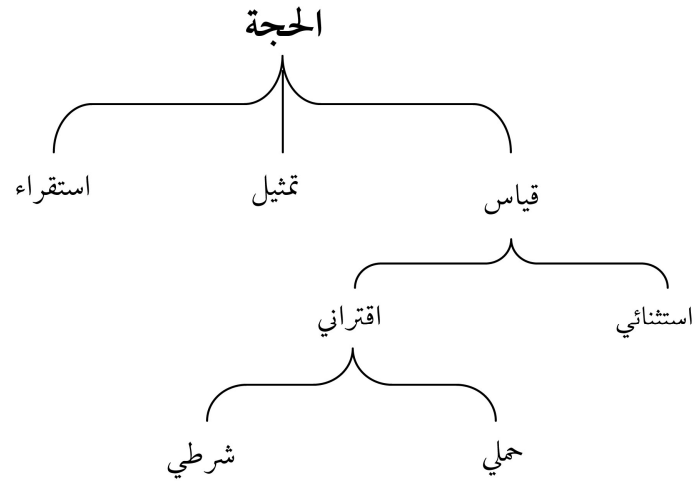 الحجة
قياس تمثيل استقراء
استثنائي اقتراني
حملي شرطي